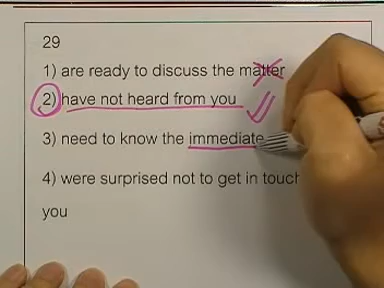 29
1) are ready to discuss the matter
2) have not heard from you
3) need to know the immediate
4) were surprised not to get in touch
you